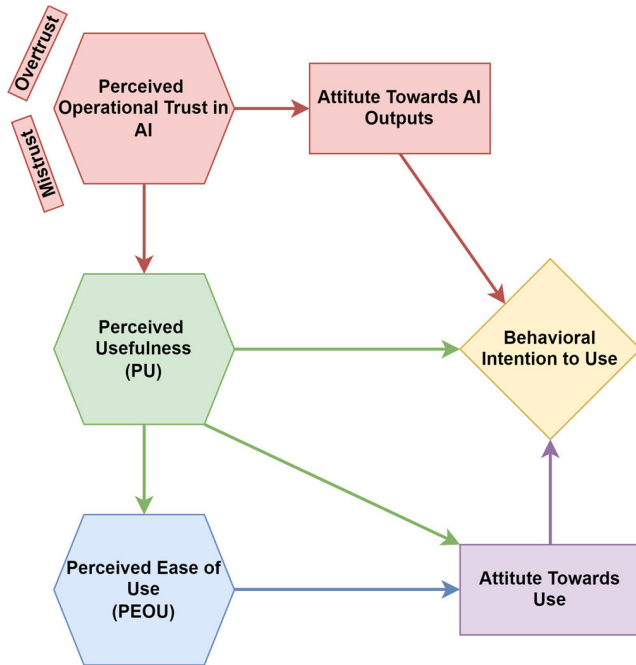 Overtrust
Mistrust
Perceived
Operational Trust in
AI
Attitute Towards AI
Outputs
Perceived
Usefulness
(PU)
Behavioral
Intention to Use
Perceived Ease of
Use
(PEOU)
Attitute Towards
Use